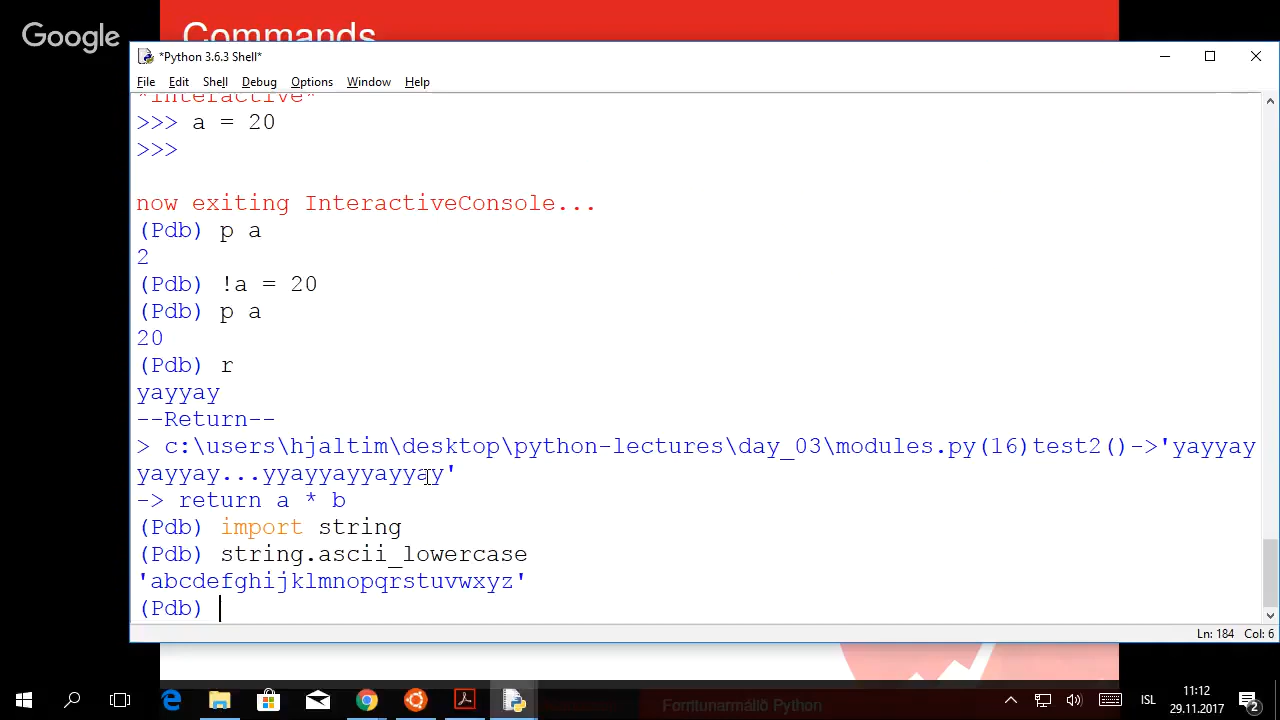 Google
Commands
*Python 3.6.3 Shell*
File Edit Shell Debug Options Window Help
*interactive*
>>> a = 20
>>>
now exiting InteractiveConsole...
(Pdb) p a
2
(Pdb) !a = 20
(Pdb) p a
20
(Pdb) r
yayyay
--Return--
> c:\users\hjaltim\desktop\python-lectures\day_03\modules.py(16)test2()->'yayyay
yayyay...yyayyayyayyay'
-> return a * b
(Pdb) import string
(Pdb) string.ascii_lowercase
'abcdefghijklmnopqrstuvwxyz'
(Pdb)
Ln: 184 Col: 6
Forritunarmálið Python
ISL
11:12
29.11.2017
2